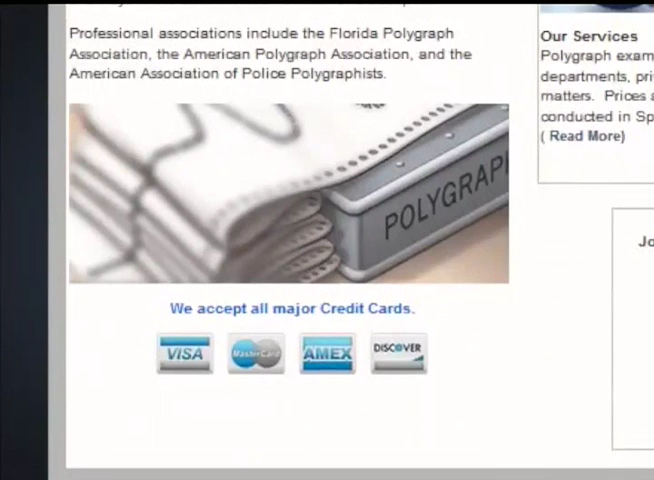 Professional associations include the Florida Polygraph
Association, the American Polygraph Association, and the
American Association of Police Polygraphists.
POLYGRAP
We accept all major Credit Cards.
VISA
MasterCard
AMEX
DISCOVER
Our Services
Polygraph exam
departments, pri
matters. Prices a
conducted in Sp
( Read More)
Jo